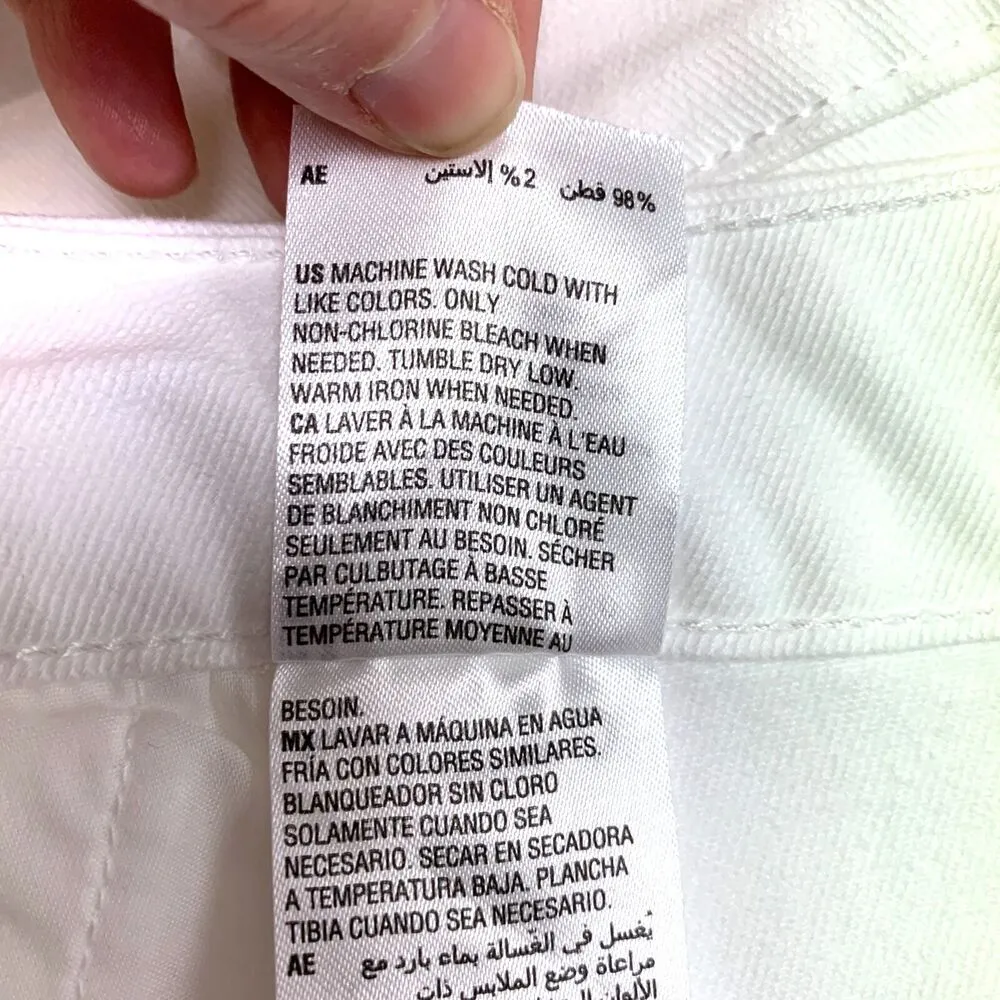 AE 98% قطن 2% إلاستين
US MACHINE WASH COLD WITH
LIKE COLORS. ONLY
NON-CHLORINE BLEACH WHEN
NEEDED. TUMBLE DRY LOW.
WARM IRON WHEN NEEDED.
CA LAVER À LA MACHINE À L'EAU
FROIDE AVEC DES COULEURS
SEMBLABLES. UTILISER UN AGENT
DE BLANCHIMENT NON CHLORÉ
SEULEMENT AU BESOIN. SÉCHER
PAR CULBUTAGE À BASSE
TEMPÉRATURE. REPASSER À
TEMPÉRATURE MOYENNE AU
BESOIN.
MX LAVAR A MÁQUINA EN AGUA
FRÍA CON COLORES SIMILARES.
BLANQUEADOR SIN CLORO
SOLAMENTE CUANDO SEA
NECESARIO. SECAR EN SECADORA
A TEMPERATURA BAJA. PLANCHA
TIBIA CUANDO SEA NECESARIO.
AE يُغسل في الغسالة بماء بارد مع
مراعاة وضع الملابس ذات
الألوان